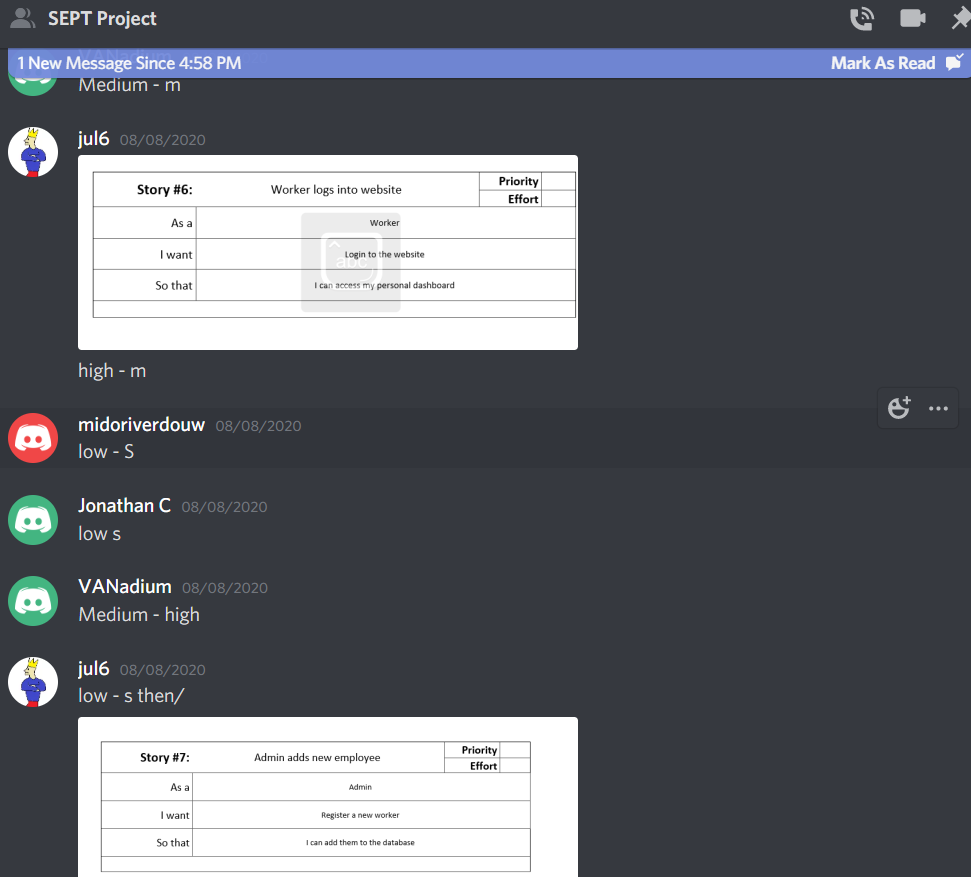 SEPT Project
VANadium
1 New Message Since 4:58 PM Mark As Read
Medium - m
jul6 08/08/2020
Story #6: Worker logs into website Priority
Effort
As a Worker
I want Login to the website
So that I can access my personal dashboard
abc
high - m
midoriverdouw 08/08/2020
low - S
Jonathan C 08/08/2020
low s
VANadium 08/08/2020
Medium - high
jul6 08/08/2020
low - s then/
Story #7: Admin adds new employee Priority
Effort
As a Admin
I want Register a new worker
So that I can add them to the database